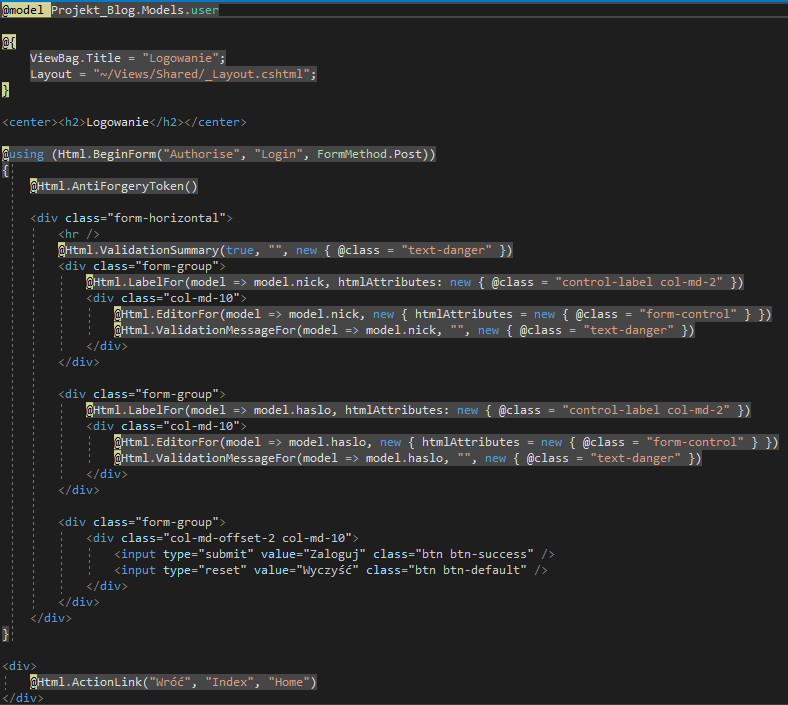 @model Projekt_Blog.Models.user
@{
ViewBag.Title = "Logowanie";
Layout = "~/Views/Shared/_Layout.cshtml";
}
<center><h2>Logowanie</h2></center>
@using (Html.BeginForm("Authorise", "Login", FormMethod.Post))
{
@Html.AntiForgeryToken()
<div class="form-horizontal">
<hr />
@Html.ValidationSummary(true, "", new { @class = "text-danger" })
<div class="form-group">
@Html.LabelFor(model => model.nick, htmlAttributes: new { @class = "control-label col-md-2" })
<div class="col-md-10">
@Html.EditorFor(model => model.nick, new { htmlAttributes = new { @class = "form-control" } })
@Html.ValidationMessageFor(model => model.nick, "", new { @class = "text-danger" })
</div>
</div>
<div class="form-group">
@Html.LabelFor(model => model.haslo, htmlAttributes: new { @class = "control-label col-md-2" })
<div class="col-md-10">
@Html.EditorFor(model => model.haslo, new { htmlAttributes = new { @class = "form-control" } })
@Html.ValidationMessageFor(model => model.haslo, "", new { @class = "text-danger" })
</div>
</div>
<div class="form-group">
<div class="col-md-offset-2 col-md-10">
<input type="submit" value="Zaloguj" class="btn btn-success" />
<input type="reset" value="Wyczyść" class="btn btn-default" />
</div>
</div>
</div>
}
<div>
@Html.ActionLink("Wróć", "Index", "Home")
</div>